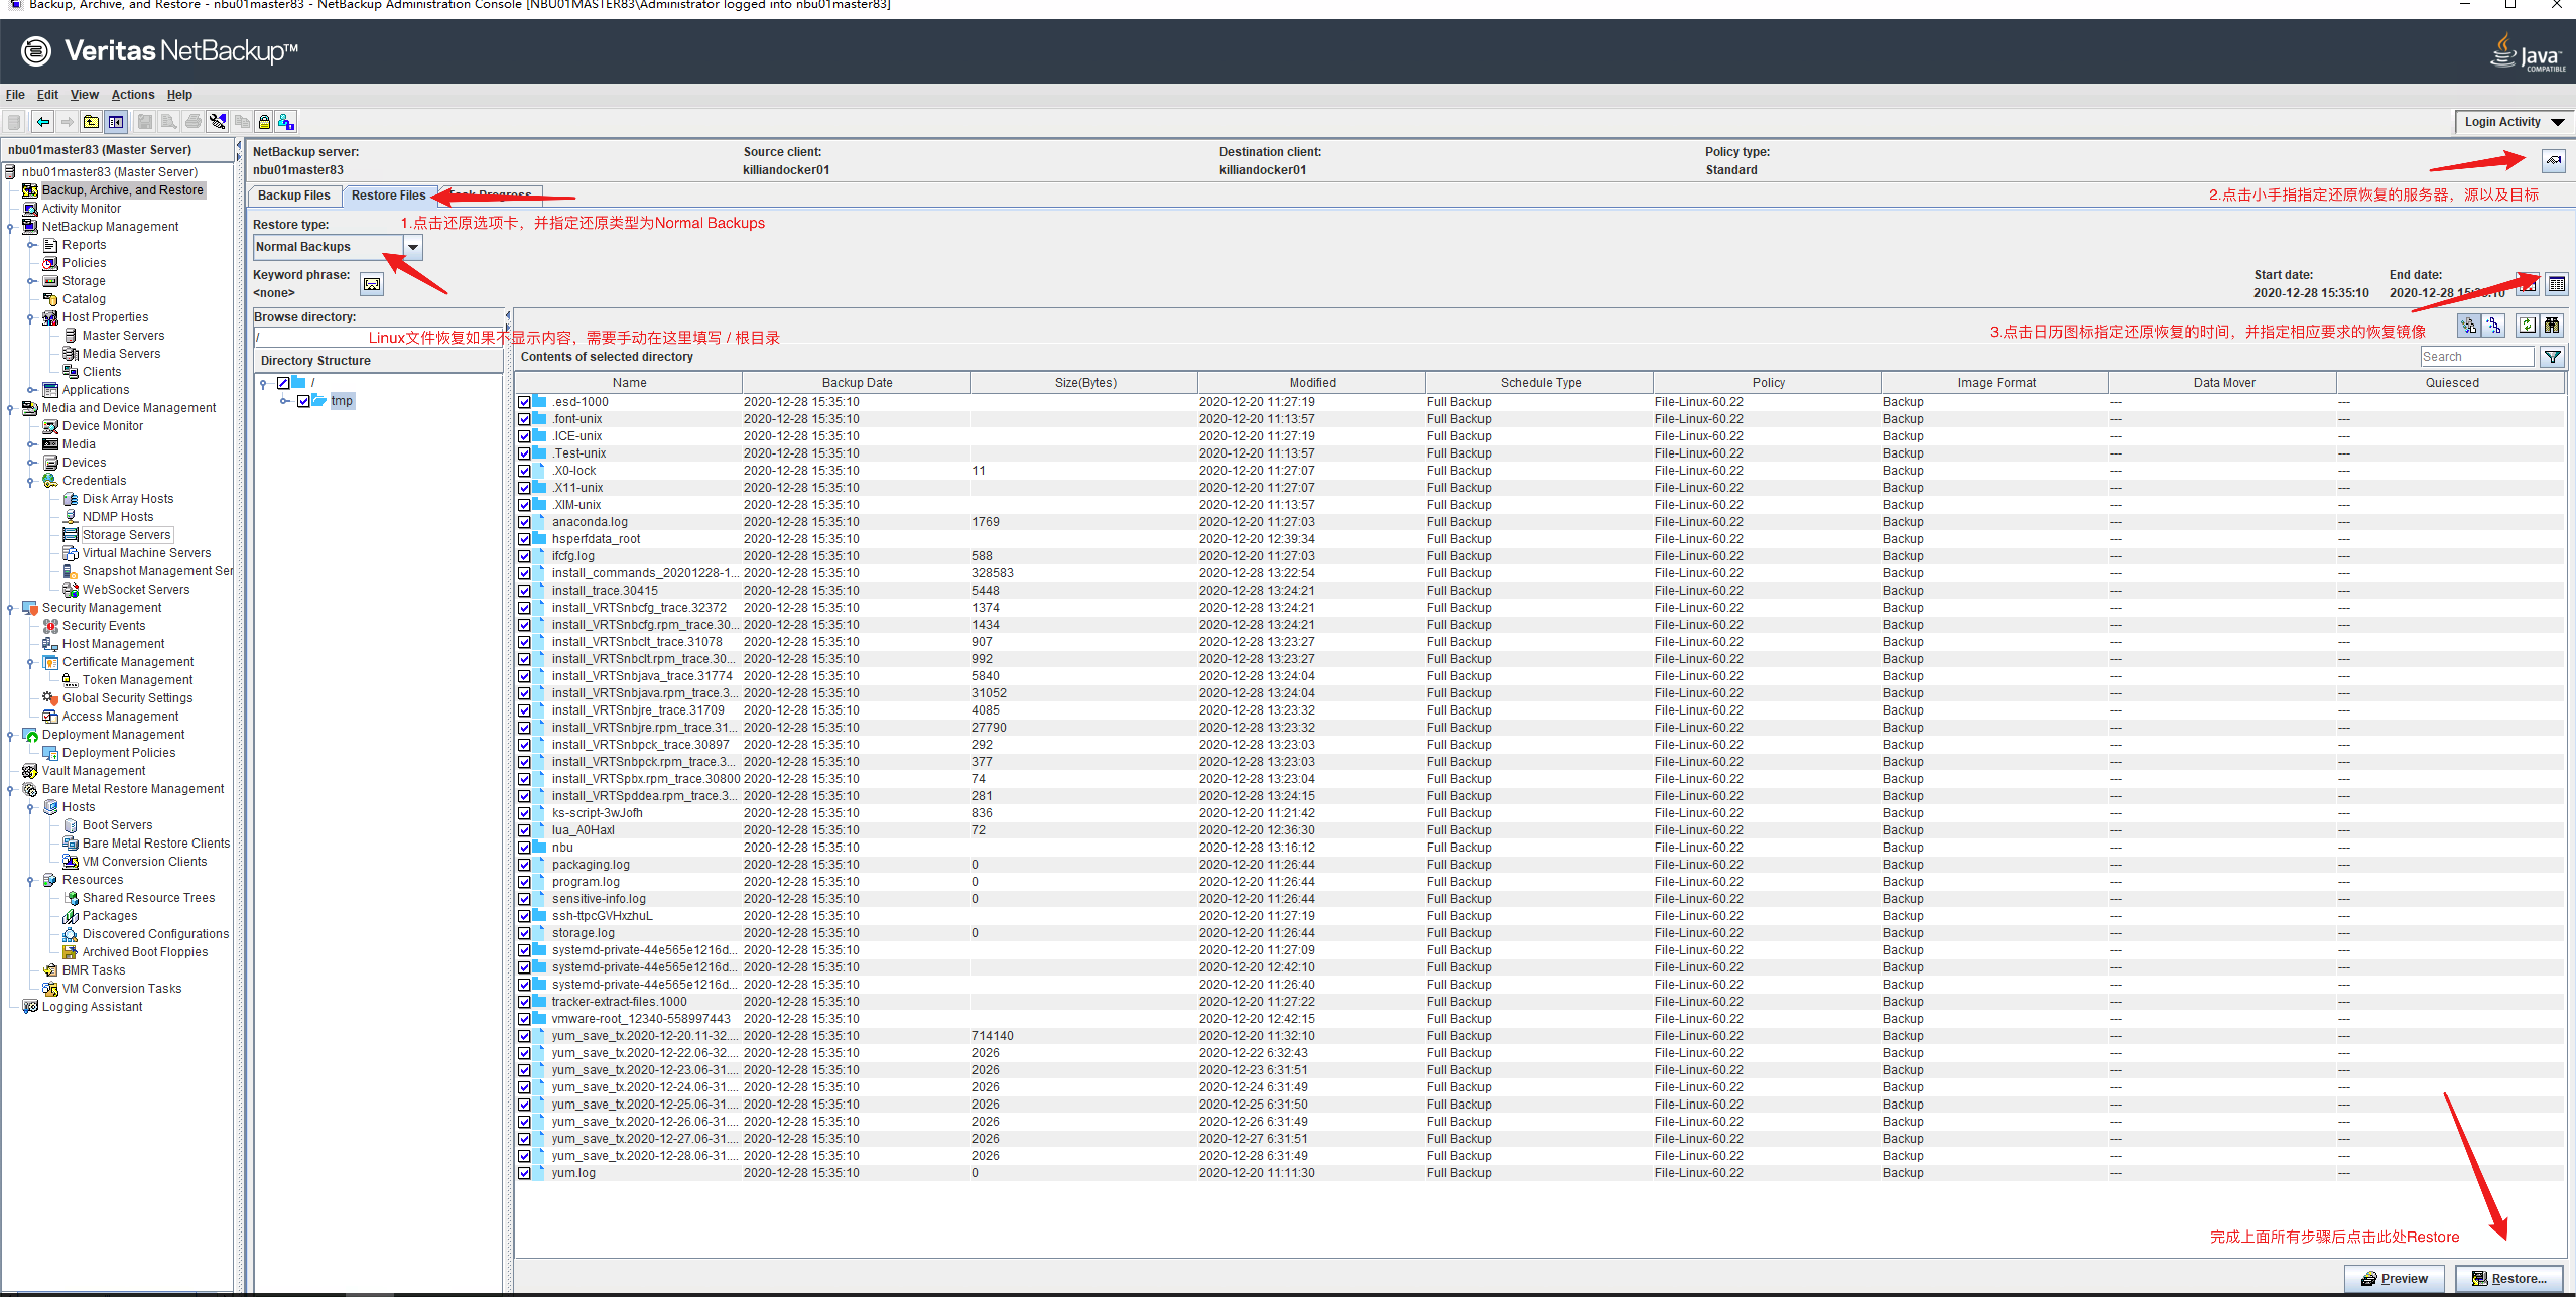 Backup, Archive, and Restore - nbu01master83 - NetBackup Administration Console [NBU01MASTER83\Administrator logged into nbu01master83]
Veritas NetBackup™
Java COMPATIBLE
File Edit View Actions Help
Login Activity
nbu01master83 (Master Server)
nbu01master83 (Master Server)
Backup, Archive, and Restore
Activity Monitor
NetBackup Management
Reports
Policies
Storage
Catalog
Host Properties
Master Servers
Media Servers
Clients
Applications
Media and Device Management
Device Monitor
Media
Devices
Credentials
Disk Array Hosts
NDMP Hosts
Storage Servers
Virtual Machine Servers
Snapshot Management Ser
WebSocket Servers
Security Management
Security Events
Host Management
Certificate Management
Token Management
Global Security Settings
Access Management
Deployment Management
Deployment Policies
Vault Management
Bare Metal Restore Management
Hosts
Boot Servers
Bare Metal Restore Clients
VM Conversion Clients
Resources
Shared Resource Trees
Packages
Discovered Configurations
Archived Boot Floppies
BMR Tasks
VM Conversion Tasks
Logging Assistant
NetBackup server: Source client: Destination client: Policy type:
nbu01master83 killiandocker01 killiandocker01 Standard
2.点击小手指指定还原恢复的服务器，源以及目标
Backup Files Restore Files Task Progress
Restore type: 1.点击还原选项卡，并指定还原类型为Normal Backups
Normal Backups
Keyword phrase: Start date: End date:
<none> 2020-12-28 15:35:10 2020-12-28 15:35:10
Browse directory:
/ Linux文件恢复如果不显示内容，需要手动在这里填写 / 根目录 3.点击日历图标指定还原恢复的时间，并指定相应要求的恢复镜像
Directory Structure
/
tmp
Contents of selected directory Search
Name Backup Date Size(Bytes) Modified Schedule Type Policy Image Format Data Mover Quiesced
.esd-1000 2020-12-28 15:35:10 2020-12-20 11:27:19 Full Backup File-Linux-60.22 Backup --- ---
.font-unix 2020-12-28 15:35:10 2020-12-20 11:13:57 Full Backup File-Linux-60.22 Backup --- ---
.ICE-unix 2020-12-28 15:35:10 2020-12-20 11:27:19 Full Backup File-Linux-60.22 Backup --- ---
.Test-unix 2020-12-28 15:35:10 2020-12-20 11:13:57 Full Backup File-Linux-60.22 Backup --- ---
.X0-lock 2020-12-28 15:35:10 11 2020-12-20 11:27:07 Full Backup File-Linux-60.22 Backup --- ---
.X11-unix 2020-12-28 15:35:10 2020-12-20 11:27:07 Full Backup File-Linux-60.22 Backup --- ---
.XIM-unix 2020-12-28 15:35:10 2020-12-20 11:13:57 Full Backup File-Linux-60.22 Backup --- ---
anaconda.log 2020-12-28 15:35:10 1769 2020-12-20 11:27:03 Full Backup File-Linux-60.22 Backup --- ---
hsperfdata_root 2020-12-28 15:35:10 2020-12-20 12:39:34 Full Backup File-Linux-60.22 Backup --- ---
ifcfg.log 2020-12-28 15:35:10 588 2020-12-20 11:27:03 Full Backup File-Linux-60.22 Backup --- ---
install_commands_20201228-1... 2020-12-28 15:35:10 328583 2020-12-28 13:22:54 Full Backup File-Linux-60.22 Backup --- ---
install_trace.30415 2020-12-28 15:35:10 5448 2020-12-28 13:24:21 Full Backup File-Linux-60.22 Backup --- ---
install_VRTSnbcfg_trace.32372 2020-12-28 15:35:10 1374 2020-12-28 13:24:21 Full Backup File-Linux-60.22 Backup --- ---
install_VRTSnbcfg.rpm_trace.30... 2020-12-28 15:35:10 1434 2020-12-28 13:24:21 Full Backup File-Linux-60.22 Backup --- ---
install_VRTSnbclt_trace.31078 2020-12-28 15:35:10 907 2020-12-28 13:23:27 Full Backup File-Linux-60.22 Backup --- ---
install_VRTSnbclt.rpm_trace.30... 2020-12-28 15:35:10 992 2020-12-28 13:23:27 Full Backup File-Linux-60.22 Backup --- ---
install_VRTSnbjava_trace.31774 2020-12-28 15:35:10 5840 2020-12-28 13:24:04 Full Backup File-Linux-60.22 Backup --- ---
install_VRTSnbjava.rpm_trace.3... 2020-12-28 15:35:10 31052 2020-12-28 13:24:04 Full Backup File-Linux-60.22 Backup --- ---
install_VRTSnbjre_trace.31709 2020-12-28 15:35:10 4085 2020-12-28 13:23:32 Full Backup File-Linux-60.22 Backup --- ---
install_VRTSnbjre.rpm_trace.31... 2020-12-28 15:35:10 27790 2020-12-28 13:23:32 Full Backup File-Linux-60.22 Backup --- ---
install_VRTSnbpck_trace.30897 2020-12-28 15:35:10 292 2020-12-28 13:23:03 Full Backup File-Linux-60.22 Backup --- ---
install_VRTSnbpck.rpm_trace.3... 2020-12-28 15:35:10 377 2020-12-28 13:23:03 Full Backup File-Linux-60.22 Backup --- ---
install_VRTSpbx.rpm_trace.30800 2020-12-28 15:35:10 74 2020-12-28 13:23:04 Full Backup File-Linux-60.22 Backup --- ---
install_VRTSpddea.rpm_trace.3... 2020-12-28 15:35:10 281 2020-12-28 13:24:15 Full Backup File-Linux-60.22 Backup --- ---
ks-script-3wJofh 2020-12-28 15:35:10 836 2020-12-20 11:21:42 Full Backup File-Linux-60.22 Backup --- ---
lua_A0Haxl 2020-12-28 15:35:10 72 2020-12-20 12:36:30 Full Backup File-Linux-60.22 Backup --- ---
nbu 2020-12-28 15:35:10 2020-12-28 13:16:12 Full Backup File-Linux-60.22 Backup --- ---
packaging.log 2020-12-28 15:35:10 0 2020-12-20 11:26:44 Full Backup File-Linux-60.22 Backup --- ---
program.log 2020-12-28 15:35:10 0 2020-12-20 11:26:44 Full Backup File-Linux-60.22 Backup --- ---
sensitive-info.log 2020-12-28 15:35:10 0 2020-12-20 11:26:44 Full Backup File-Linux-60.22 Backup --- ---
ssh-ttpcGVHxzhuL 2020-12-28 15:35:10 2020-12-20 11:27:19 Full Backup File-Linux-60.22 Backup --- ---
storage.log 2020-12-28 15:35:10 0 2020-12-20 11:26:44 Full Backup File-Linux-60.22 Backup --- ---
systemd-private-44e565e1216d... 2020-12-28 15:35:10 2020-12-20 11:27:09 Full Backup File-Linux-60.22 Backup --- ---
systemd-private-44e565e1216d... 2020-12-28 15:35:10 2020-12-20 12:42:10 Full Backup File-Linux-60.22 Backup --- ---
systemd-private-44e565e1216d... 2020-12-28 15:35:10 2020-12-20 11:26:40 Full Backup File-Linux-60.22 Backup --- ---
tracker-extract-files.1000 2020-12-28 15:35:10 2020-12-20 11:27:22 Full Backup File-Linux-60.22 Backup --- ---
vmware-root_12340-558997443 2020-12-28 15:35:10 2020-12-20 12:42:15 Full Backup File-Linux-60.22 Backup --- ---
yum_save_tx.2020-12-20.11-32.... 2020-12-28 15:35:10 714140 2020-12-20 11:32:10 Full Backup File-Linux-60.22 Backup --- ---
yum_save_tx.2020-12-22.06-32.... 2020-12-28 15:35:10 2026 2020-12-22 6:32:43 Full Backup File-Linux-60.22 Backup --- ---
yum_save_tx.2020-12-23.06-31.... 2020-12-28 15:35:10 2026 2020-12-23 6:31:51 Full Backup File-Linux-60.22 Backup --- ---
yum_save_tx.2020-12-24.06-31.... 2020-12-28 15:35:10 2026 2020-12-24 6:31:49 Full Backup File-Linux-60.22 Backup --- ---
yum_save_tx.2020-12-25.06-31.... 2020-12-28 15:35:10 2026 2020-12-25 6:31:50 Full Backup File-Linux-60.22 Backup --- ---
yum_save_tx.2020-12-26.06-31.... 2020-12-28 15:35:10 2026 2020-12-26 6:31:49 Full Backup File-Linux-60.22 Backup --- ---
yum_save_tx.2020-12-27.06-31.... 2020-12-28 15:35:10 2026 2020-12-27 6:31:51 Full Backup File-Linux-60.22 Backup --- ---
yum_save_tx.2020-12-28.06-31.... 2020-12-28 15:35:10 2026 2020-12-28 6:31:49 Full Backup File-Linux-60.22 Backup --- ---
yum.log 2020-12-28 15:35:10 0 2020-12-20 11:11:30 Full Backup File-Linux-60.22 Backup --- ---
完成上面所有步骤后点击此处Restore
Preview Restore...